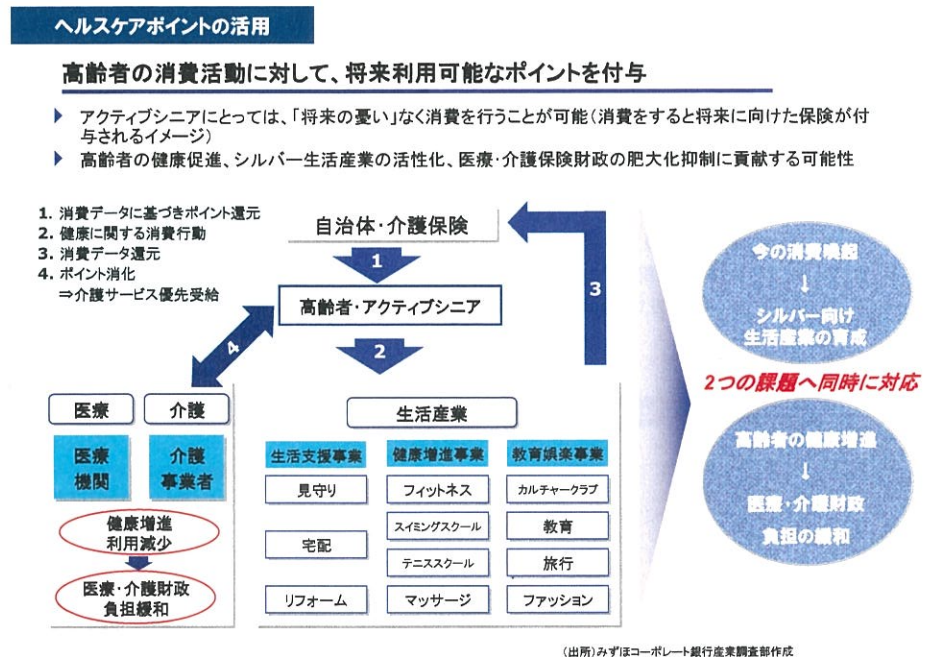 ヘルスケアポイントの活用
高齢者の消費活動に対して、将来利用可能なポイントを付与
アクティブシニアにとっては、「将来の憂い」なく消費を行うことが可能（消費をすると将来に向けた保険が付
与されるイメージ）
高齢者の健康促進、シルバー生活産業の活性化、医療・介護保険財政の肥大化抑制に貢献する可能性
1. 消費データに基づきポイント還元
2. 健康に関する消費行動
3. 消費データ還元
4. ポイント消化
⇒介護サービス優先受給
自治体・介護保険
1
高齢者・アクティブシニア
2
3
4
医療
介護
医療
機関
介護
事業者
健康増進
利用減少
医療・介護財政
負担緩和
生活産業
生活支援事業
健康増進事業
教育娯楽事業
見守り
フィットネス
カルチャークラブ
スイミングスクール
教育
宅配
テニススクール
旅行
リフォーム
マッサージ
ファッション
今の消費喚起
↓
シルバー向け
生活産業の育成
2つの課題へ同時に対応
高齢者の健康増進
↓
医療・介護財政
負担の緩和
（出所）みずほコーポレート銀行産業調査部作成